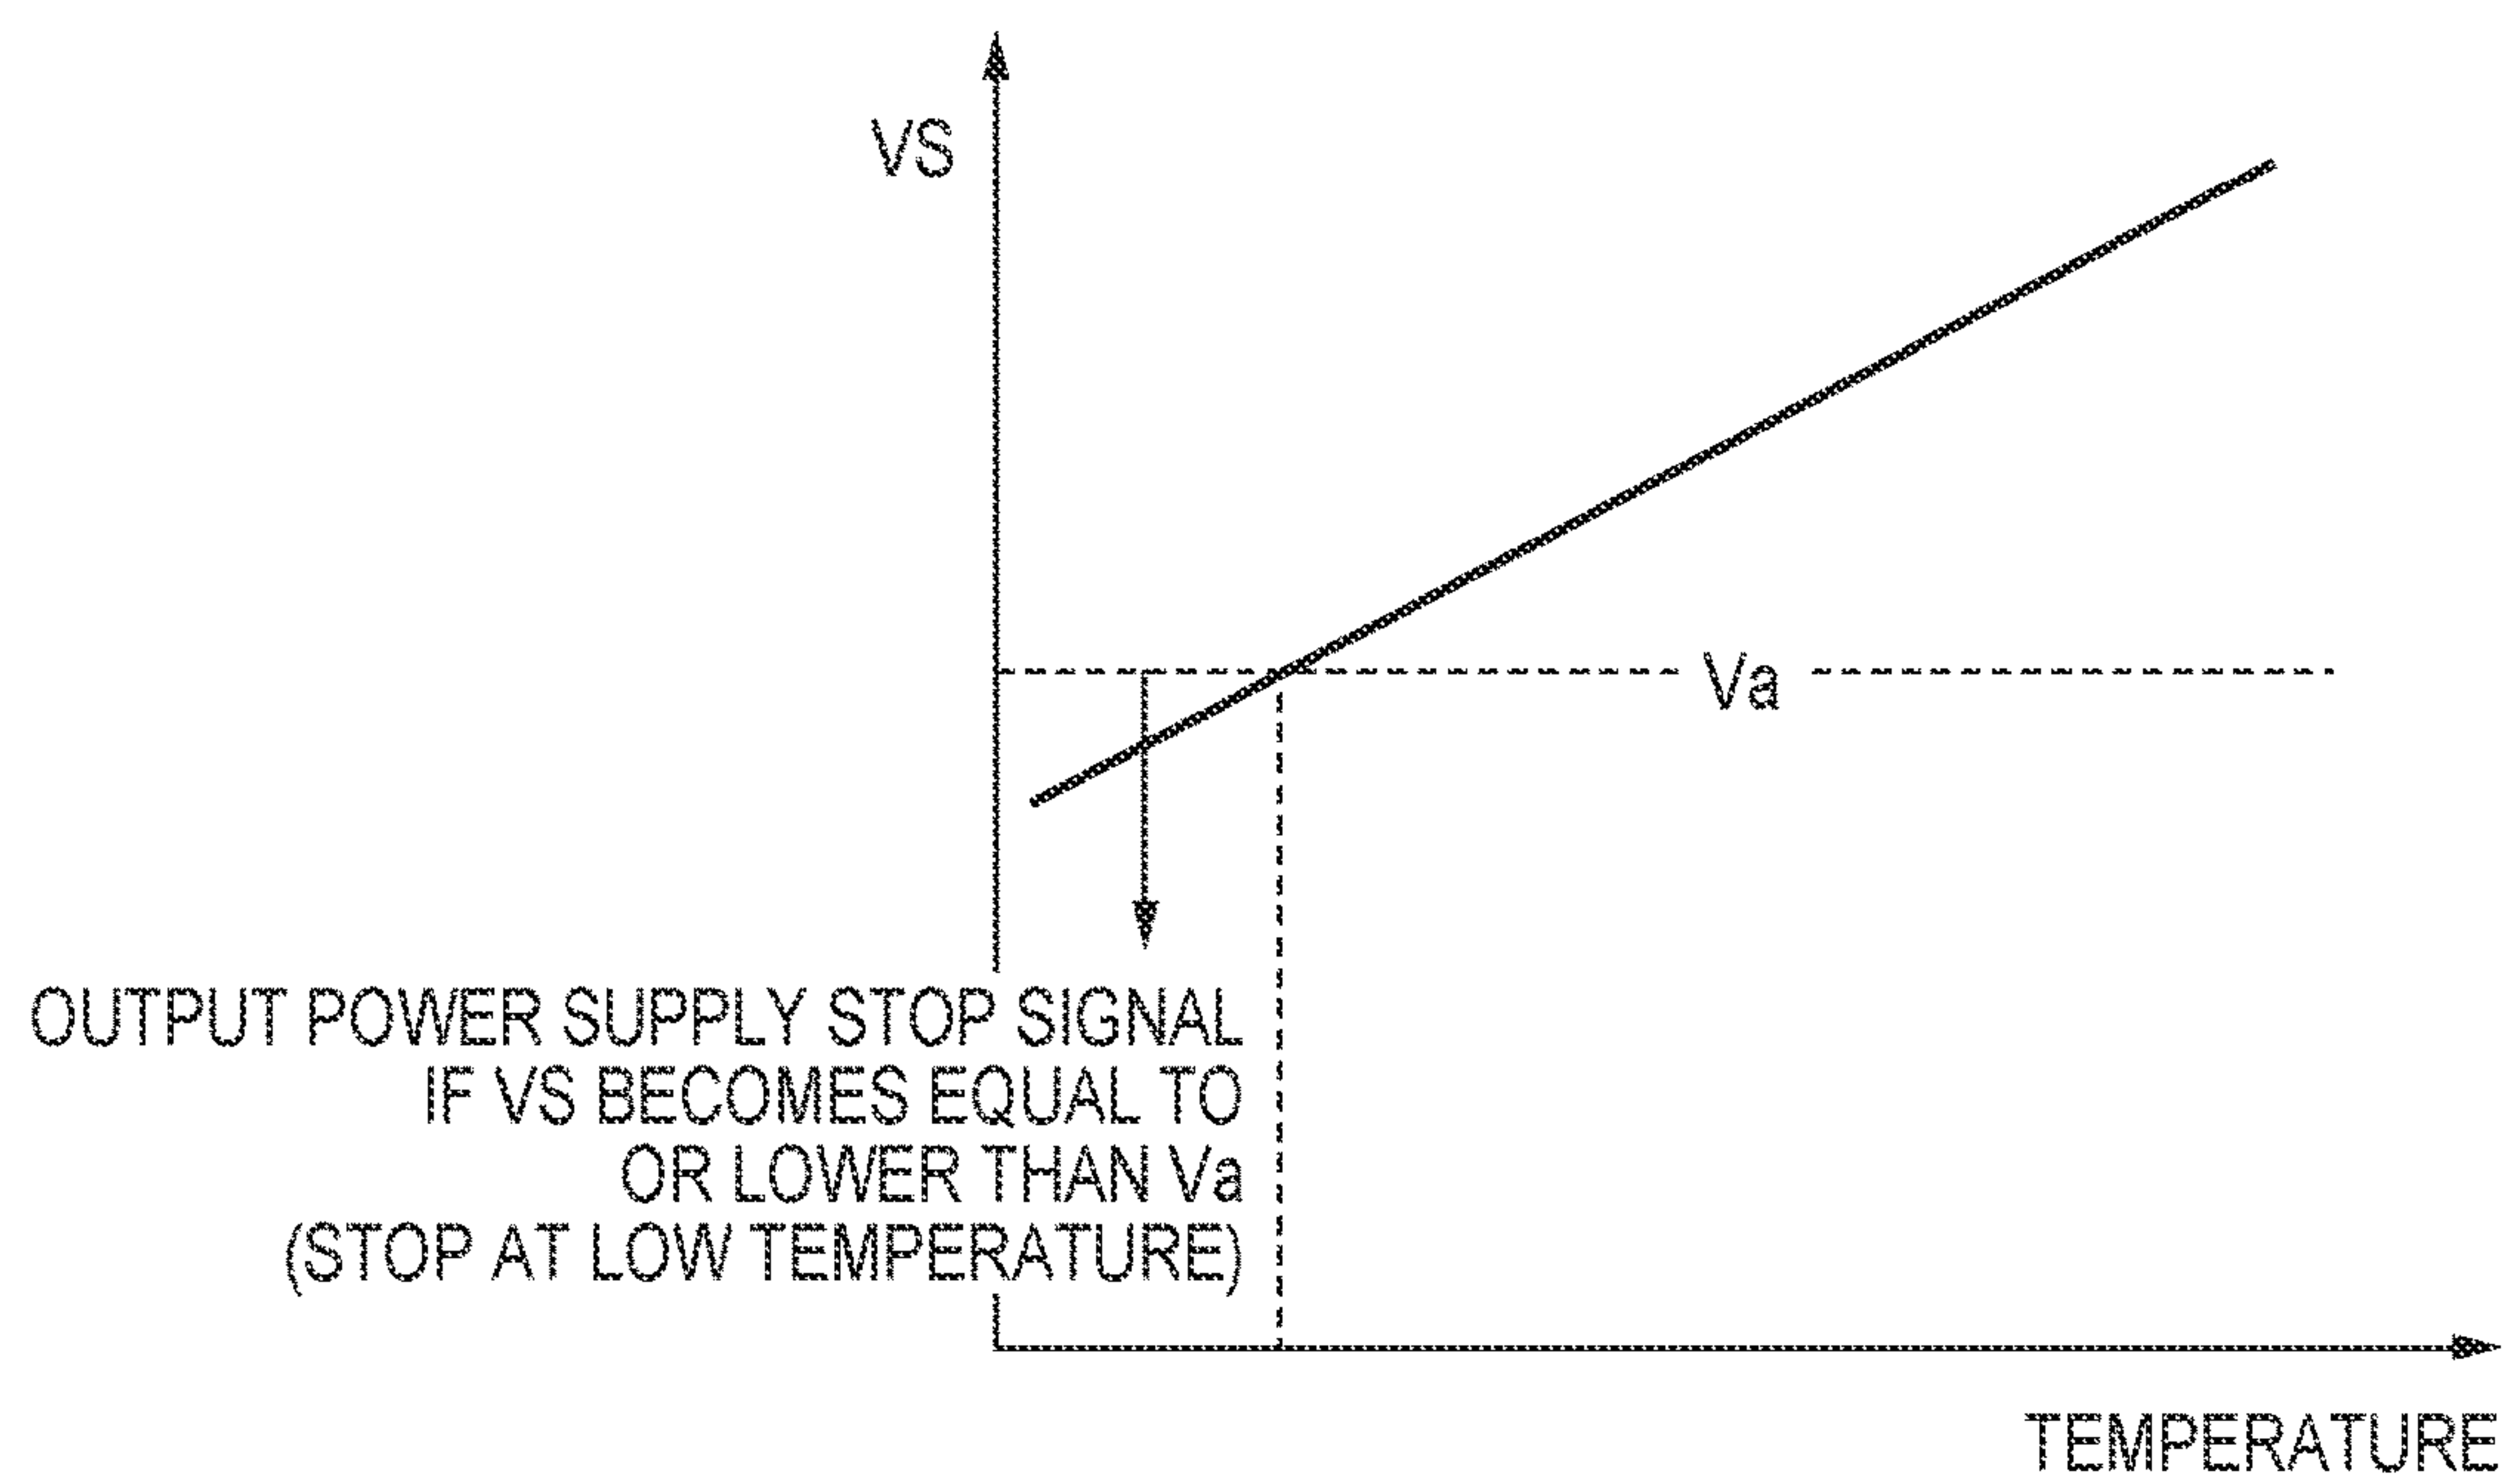 VS
Va
OUTPUT POWER SUPPLY STOP SIGNAL
IF VS BECOMES EQUAL TO
OR LOWER THAN Va
(STOP AT LOW TEMPERATURE)
TEMPERATURE